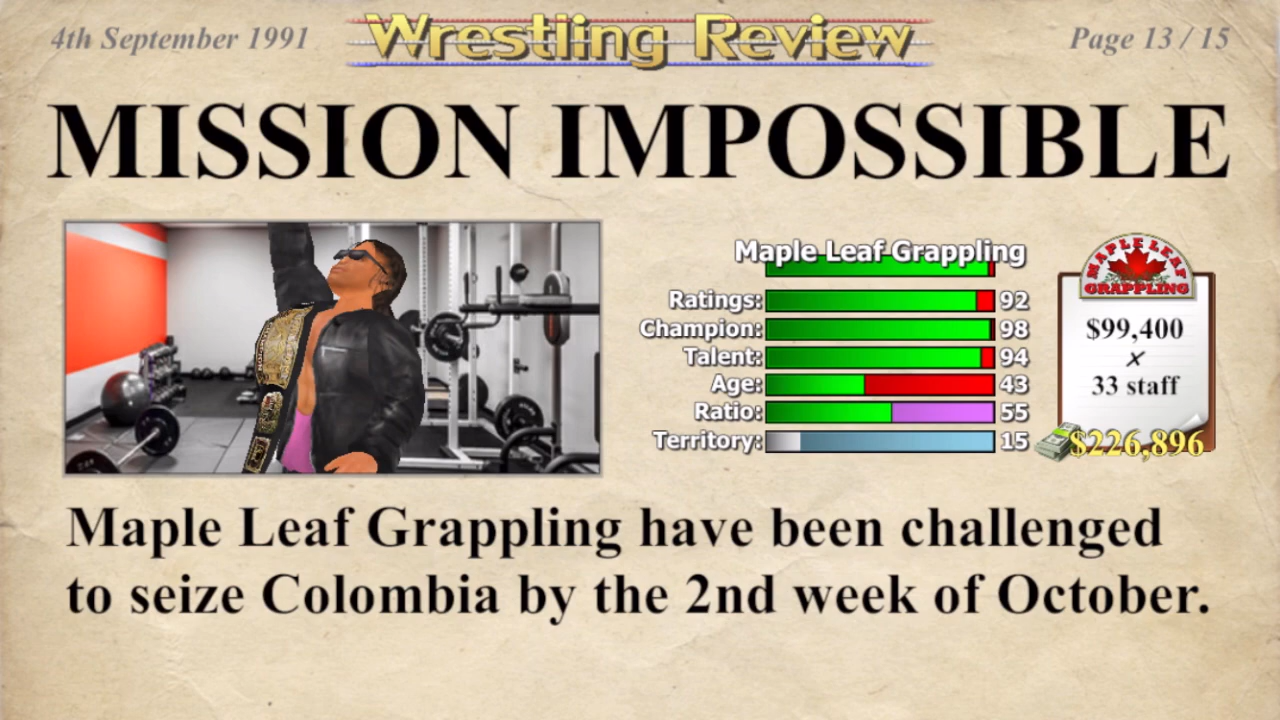 4th September 1991
Wrestling Review
Page 13 / 15
MISSION IMPOSSIBLE
Maple Leaf Grappling
Ratings: 92
Champion: 98
Talent: 94
Age: 43
Ratio: 55
Territory: 15
MAPLE LEAF
GRAPPLING
$99,400
x
33 staff
$226,896
Maple Leaf Grappling have been challenged
to seize Colombia by the 2nd week of October.